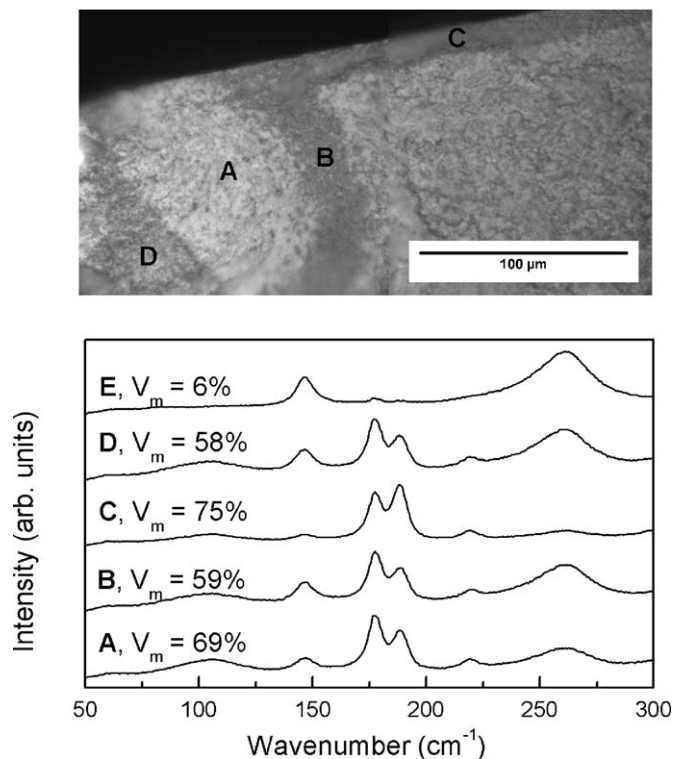 C
A
B
D
100 µm
E, Vm = 6%
D, Vm = 58%
C, Vm = 75%
B, Vm = 59%
A, Vm = 69%
Intensity (arb. units)
50 100 150 200 250 300
Wavenumber (cm-1)